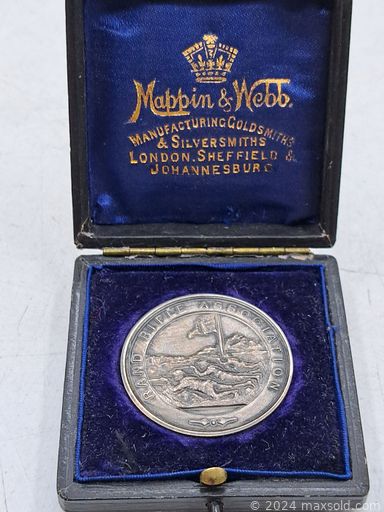 Mappin & Webb.
MANUFACTURING GOLDSMITHS
& SILVERSMITHS
LONDON. SHEFFIELD &
JOHANNESBURG
RAND RIFLE ASSOCIATION
© 2024 maxsold.com